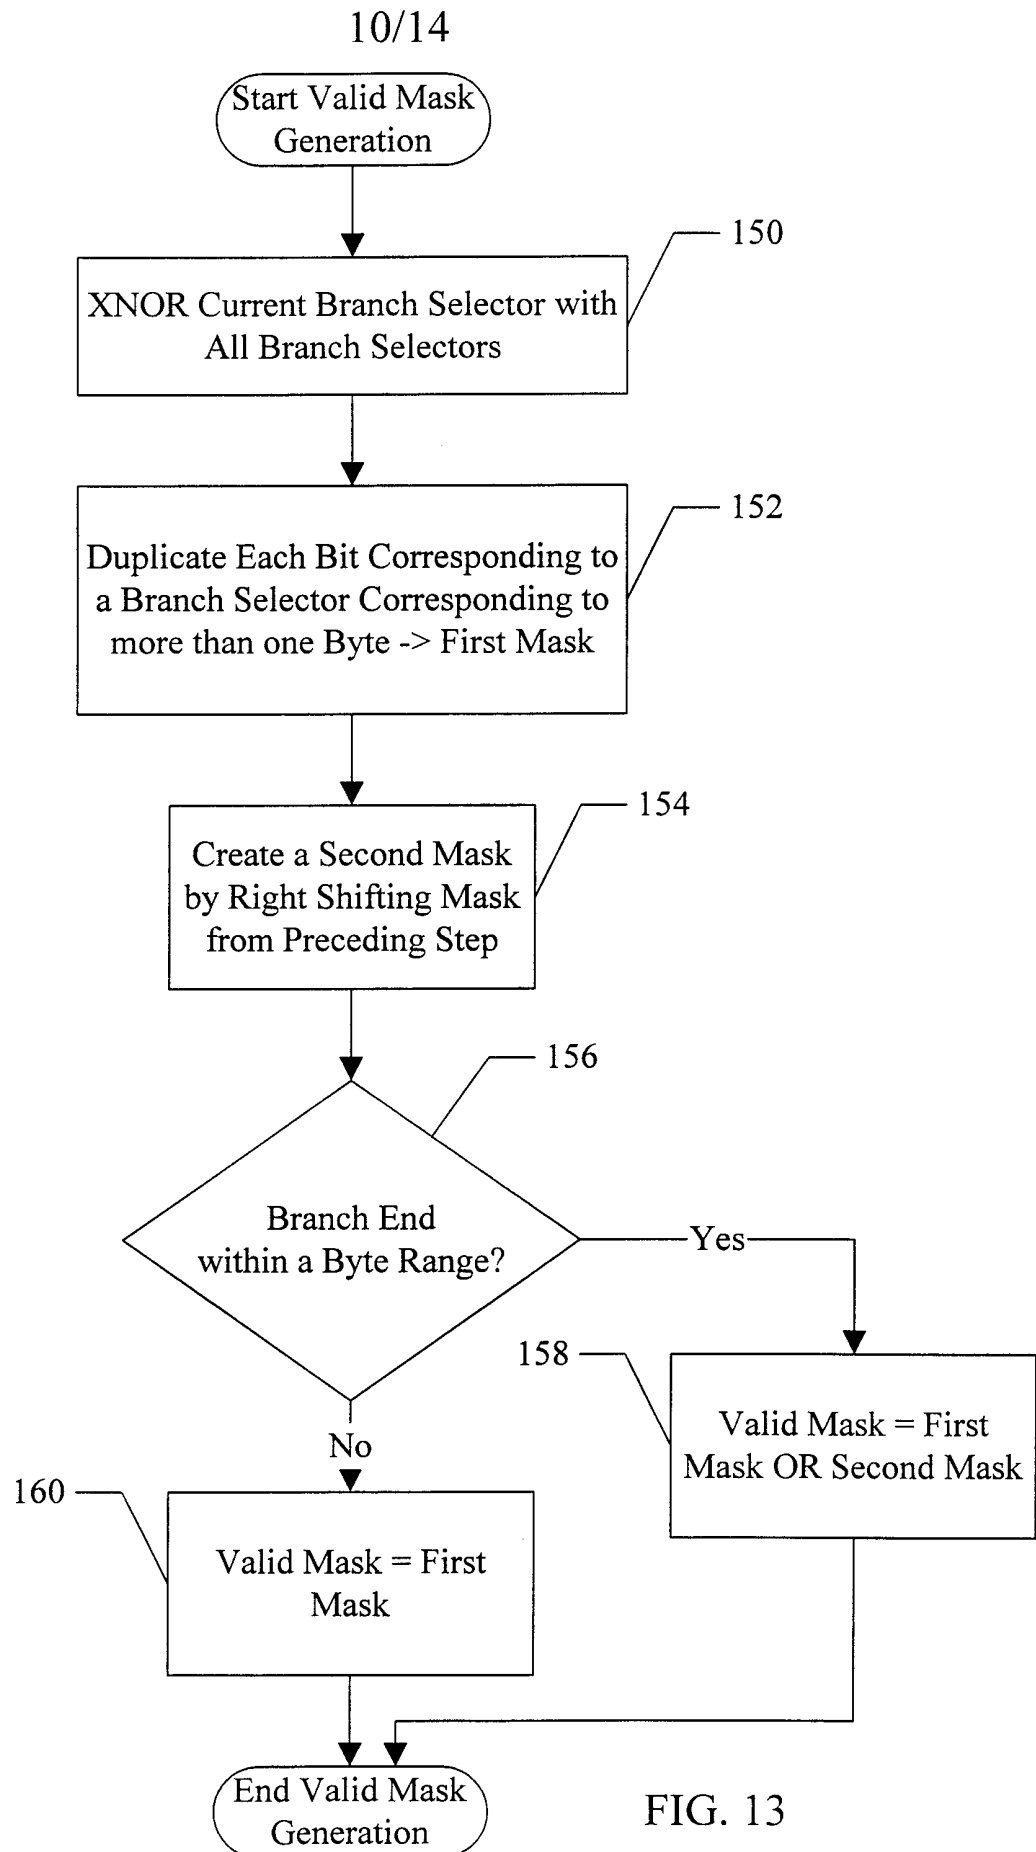 10/14
Start Valid Mask
Generation
150
XNOR Current Branch Selector with
All Branch Selectors
152
Duplicate Each Bit Corresponding to
a Branch Selector Corresponding to
more than one Byte -> First Mask
154
Create a Second Mask
by Right Shifting Mask
from Preceding Step
156
Branch End
within a Byte Range?
Yes
158
Valid Mask = First
Mask OR Second Mask
No
160
Valid Mask = First
Mask
End Valid Mask
Generation
FIG. 13